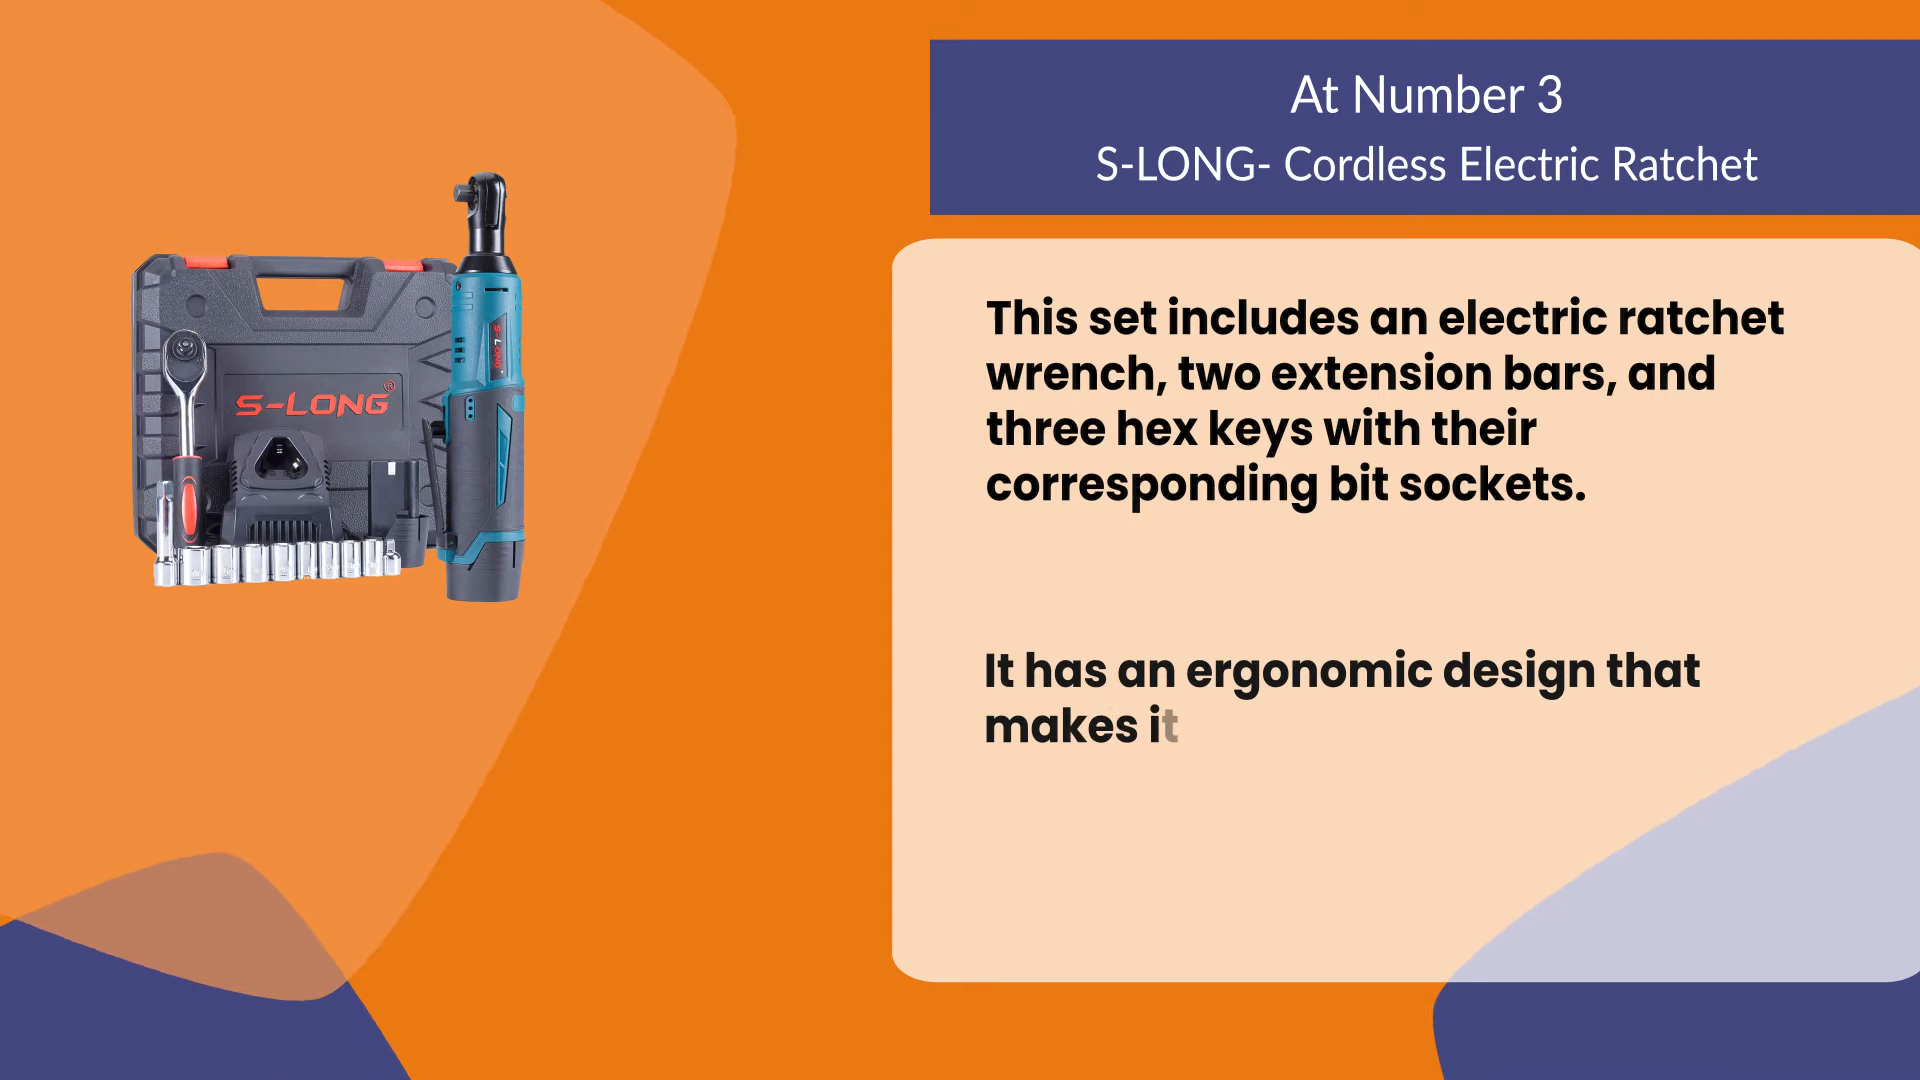 At Number 3
S-LONG- Cordless Electric Ratchet
S-LONG®
S-LONG
This set includes an electric ratchet
wrench, two extension bars, and
three hex keys with their
corresponding bit sockets.
It has an ergonomic design that
makes it